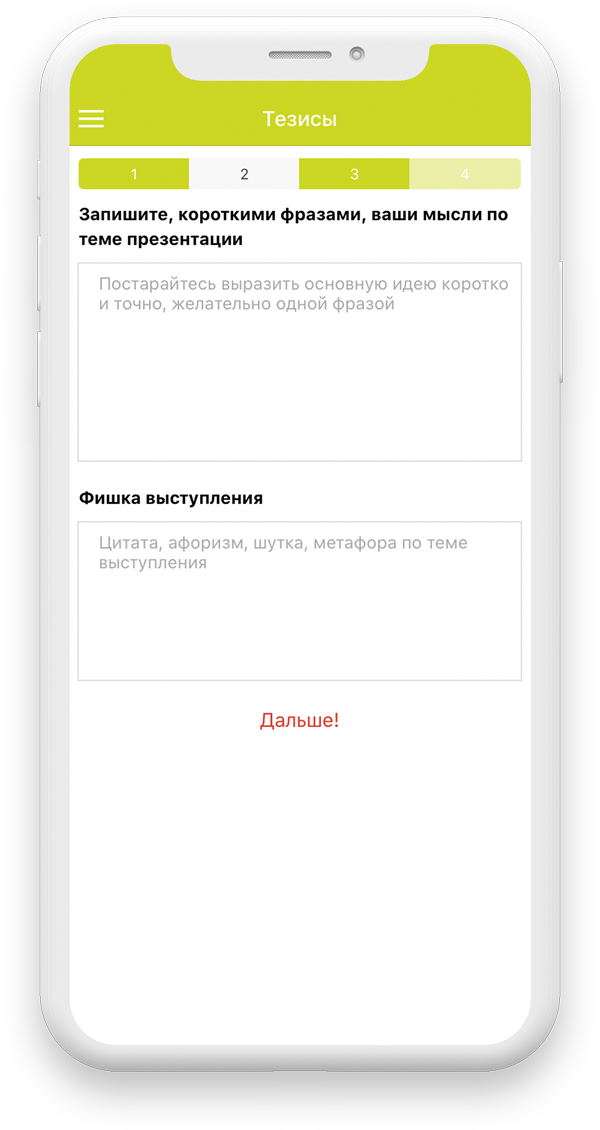 Тезисы
1 2 3 4
Запишите, короткими фразами, ваши мысли по
теме презентации
Постарайтесь выразить основную идею коротко
и точно, желательно одной фразой
Фишка выступления
Цитата, афоризм, шутка, метафора по теме
выступления
Дальше!